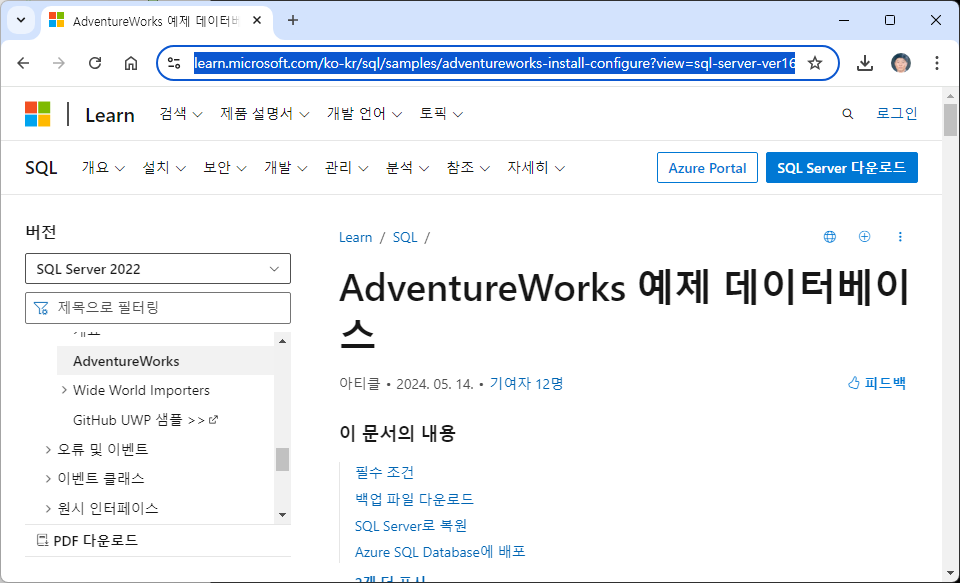 AdventureWorks 예제 데이터베
learn.microsoft.com/ko-kr/sql/samples/adventureworks-install-configure?view=sql-server-ver16
Learn 검색 제품 설명서 개발 언어 토픽 로그인
SQL 개요 설치 보안 개발 관리 분석 참조 자세히 Azure Portal SQL Server 다운로드
버전
SQL Server 2022
제목으로 필터링
개요
AdventureWorks
Wide World Importers
GitHub UWP 샘플 >>
오류 및 이벤트
이벤트 클래스
원시 인터페이스
PDF 다운로드
Learn / SQL /
AdventureWorks 예제 데이터베이
스
아티클 • 2024. 05. 14. • 기여자 12명
피드백
이 문서의 내용
필수 조건
백업 파일 다운로드
SQL Server로 복원
Azure SQL Database에 배포
2개 더 표시